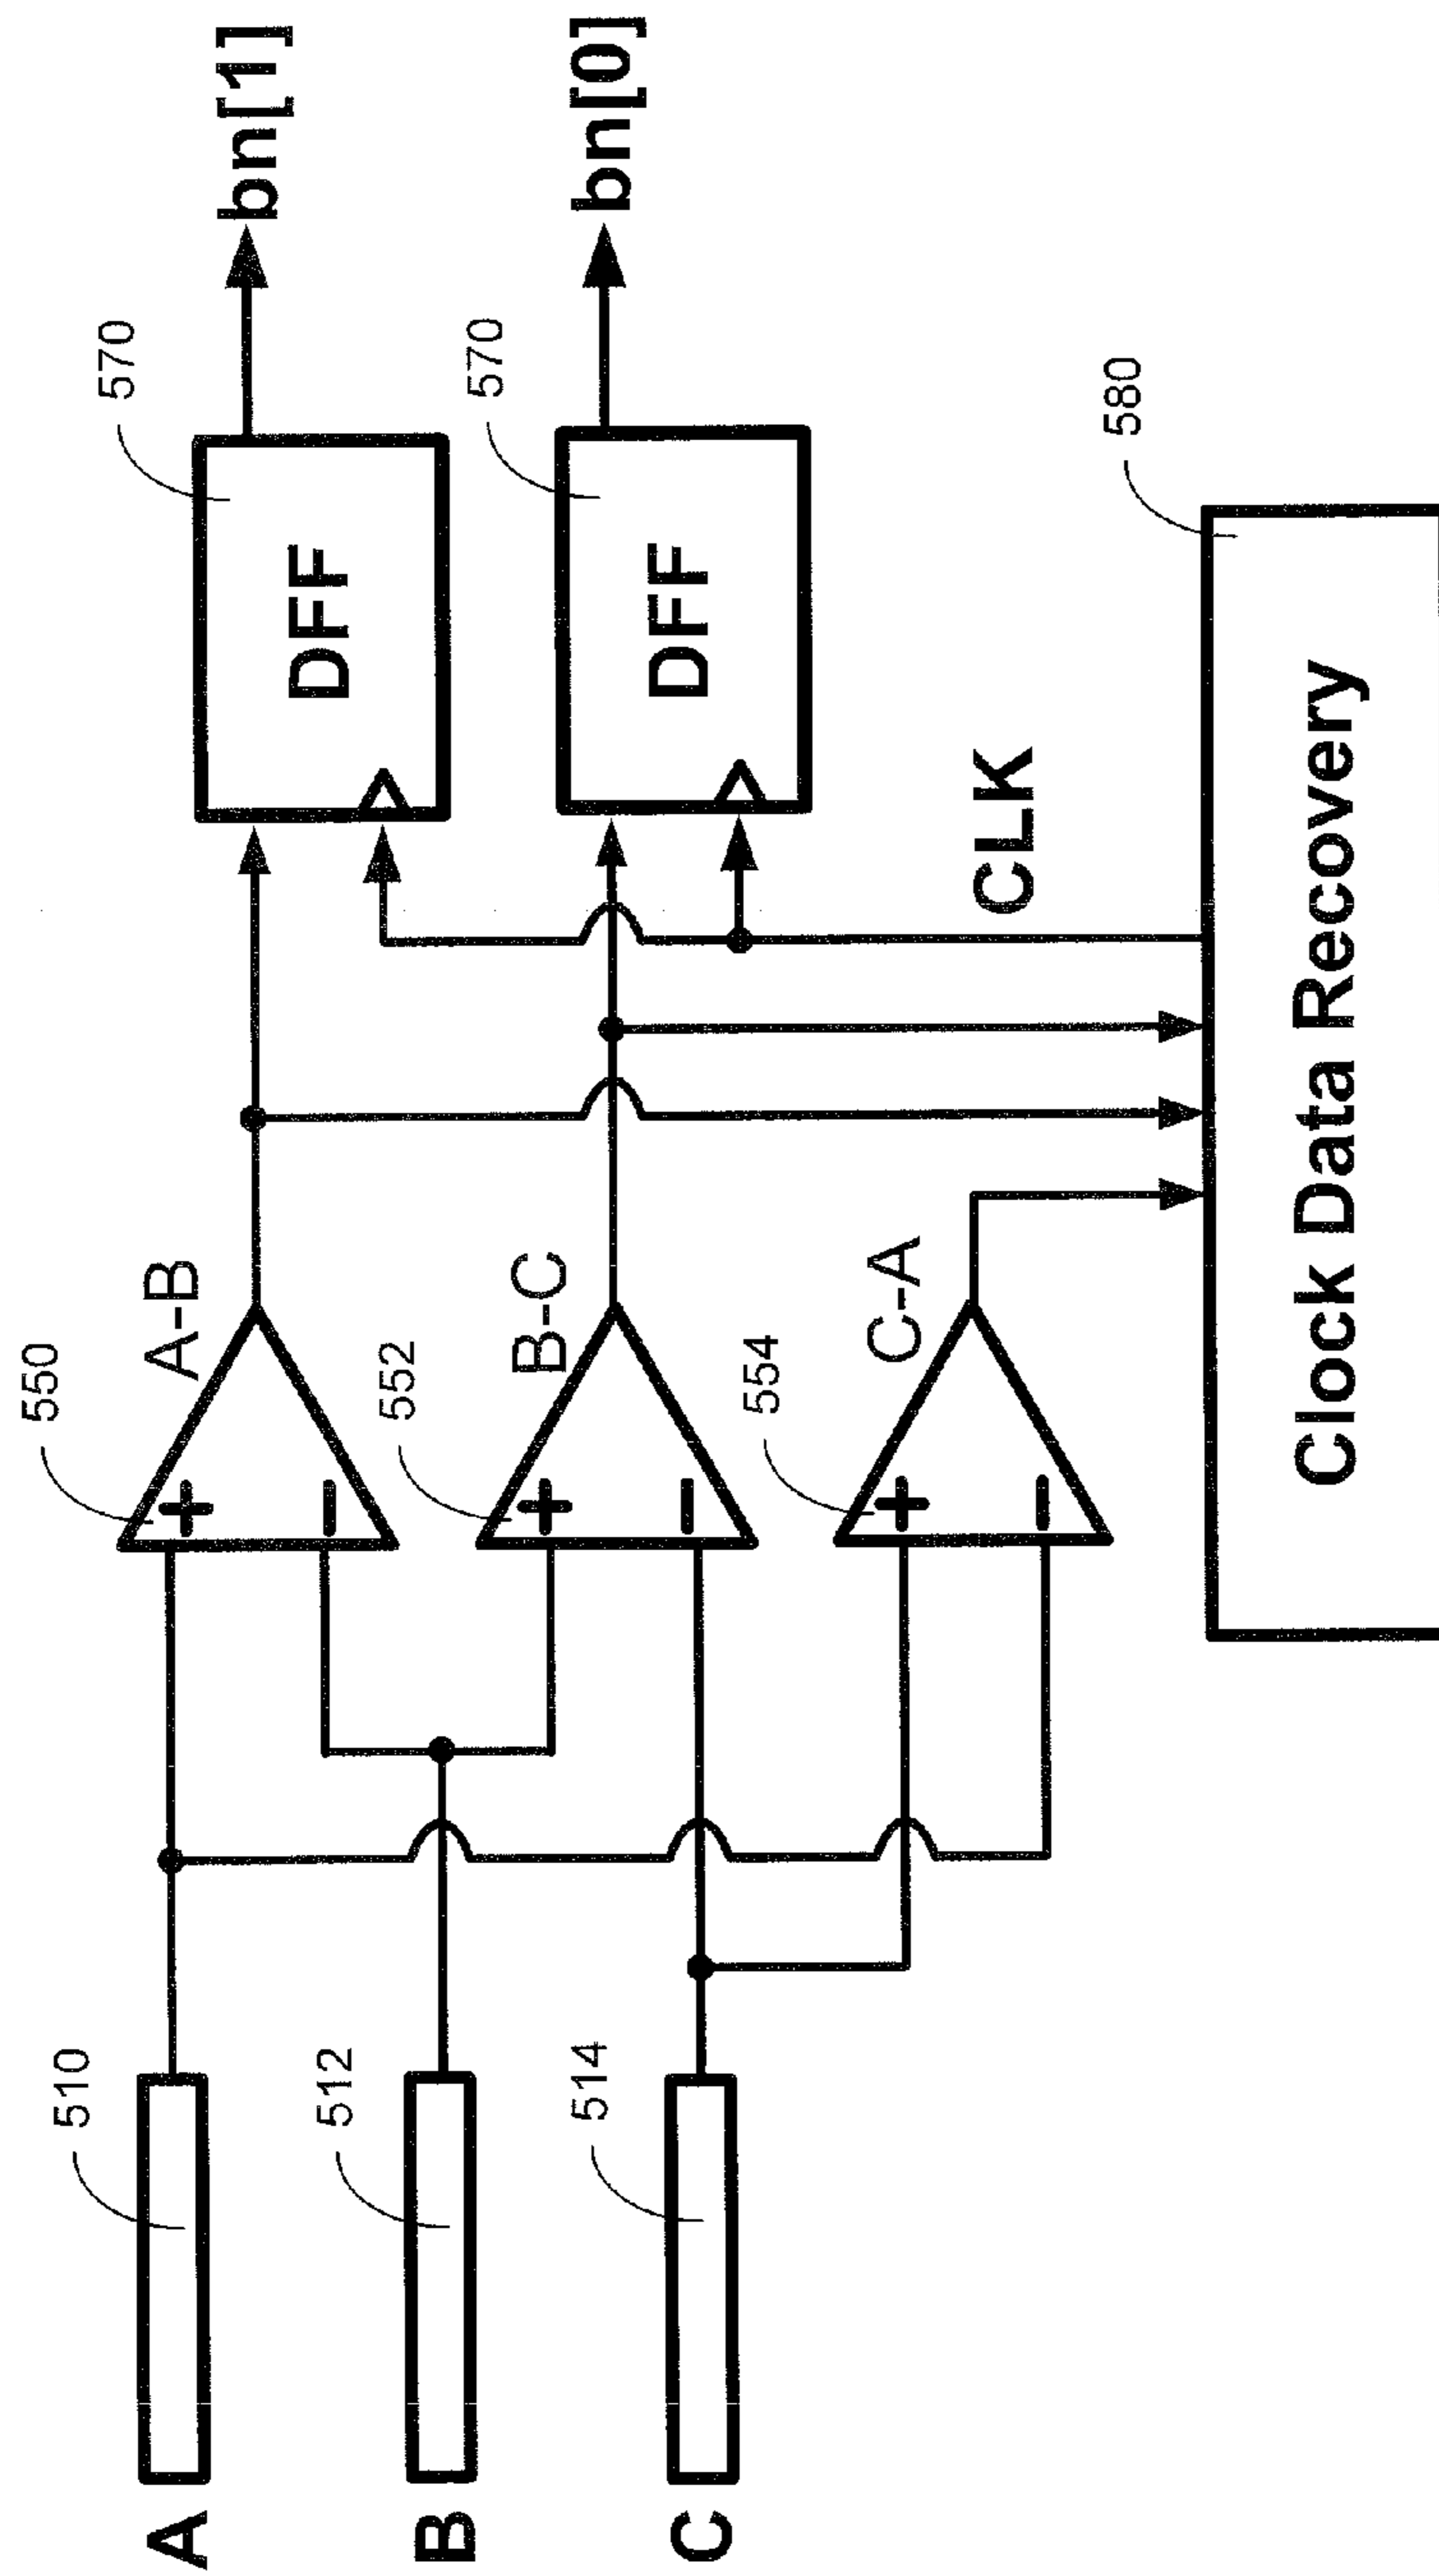 550
A-B
570
bn[1]
A
510
+
−
DFF
552
B-C
570
bn[0]
B
512
+
−
DFF
554
C-A
CLK
C
514
+
−
580
Clock Data Recovery